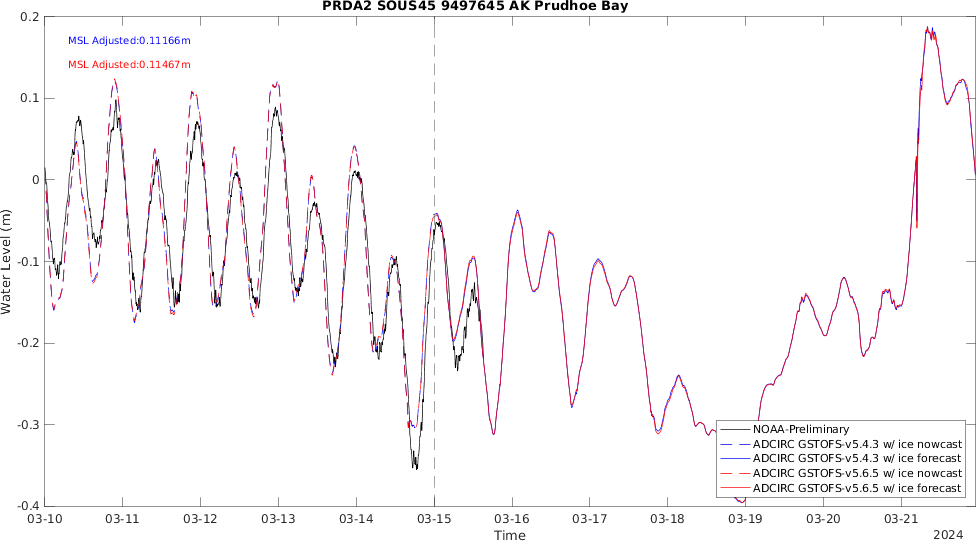 PRDA2 SOUS45 9497645 AK Prudhoe Bay
MSL Adjusted:0.11166m
MSL Adjusted:0.11467m
0.2
0.1
0
-0.1
-0.2
-0.3
-0.4
Water Level (m)
NOAA-Preliminary
ADCIRC GSTOFS-v5.4.3 w/ ice nowcast
ADCIRC GSTOFS-v5.4.3 w/ ice forecast
ADCIRC GSTOFS-v5.6.5 w/ ice nowcast
ADCIRC GSTOFS-v5.6.5 w/ ice forecast
03-10 03-11 03-12 03-13 03-14 03-15 03-16 03-17 03-18 03-19 03-20 03-21
Time
2024